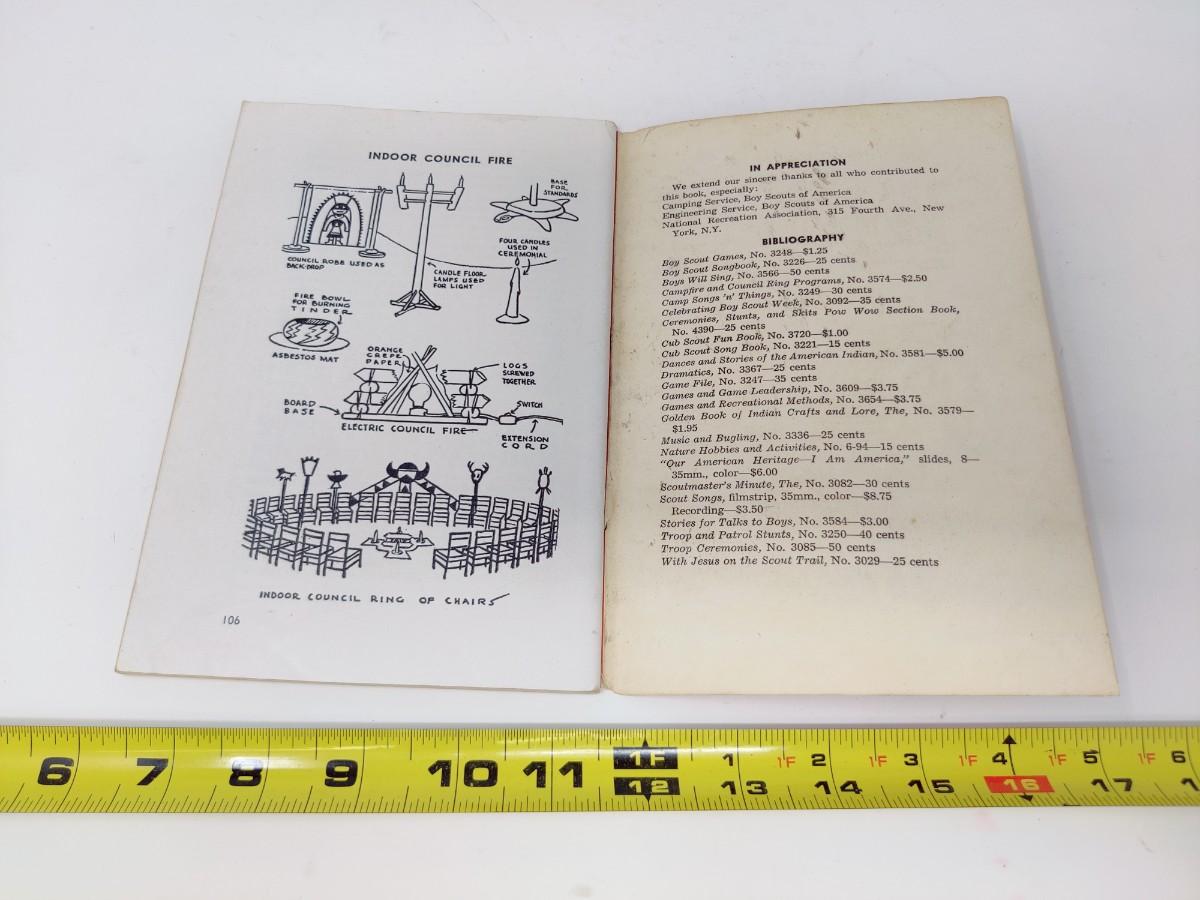 INDOOR COUNCIL FIRE
BASE
FOR
STANDARDS
COUNCIL ROBE USED AS
BACK-DROP
CANDLE FLOOR
LAMPS USED
FOR LIGHT
FOUR CANDLES
USED IN
CEREMONIAL
FIRE BOWL
FOR BURNING
TINDER
ASBESTOS MAT
ORANGE
CREPE
PAPER
LOGS
SCREWED
TOGETHER
BOARD
BASE
SWITCH
ELECTRIC COUNCIL FIRE
EXTENSION
CORD
INDOOR COUNCIL RING OF CHAIRS
106
IN APPRECIATION
We extend our sincere thanks to all who contributed to
this book, especially:
Camping Service, Boy Scouts of America
Engineering Service, Boy Scouts of America
National Recreation Association, 315 Fourth Ave., New
York, N.Y.
BIBLIOGRAPHY
Boy Scout Games, No. 3248—$1.25
Boy Scout Songbook, No. 3226—25 cents
Boys Will Sing, No. 3566—50 cents
Campfire and Council Ring Programs, No. 3574—$2.50
Camp Songs 'n' Things, No. 3249—30 cents
Celebrating Boy Scout Week, No. 3092—35 cents
Ceremonies, Stunts, and Skits Pow Wow Section Book,
No. 4390—25 cents
Cub Scout Fun Book, No. 3720—$1.00
Cub Scout Song Book, No. 3221—15 cents
Dances and Stories of the American Indian, No. 3581—$5.00
Dramatics, No. 3367—25 cents
Game File, No. 3247—35 cents
Games and Game Leadership, No. 3609—$3.75
Games and Recreational Methods, No. 3654—$3.75
Golden Book of Indian Crafts and Lore, The, No. 3579—
$1.95
Music and Bugling, No. 3336—25 cents
Nature Hobbies and Activities, No. 6-94—15 cents
"Our American Heritage—I Am America," slides, 8—
35mm., color—$6.00
Scoutmaster's Minute, The, No. 3082—30 cents
Scout Songs, filmstrip, 35mm., color—$8.75
Recording—$3.50
Stories for Talks to Boys, No. 3584—$3.00
Troop and Patrol Stunts, No. 3250—40 cents
Troop Ceremonies, No. 3085—50 cents
With Jesus on the Scout Trail, No. 3029—25 cents
1F 1 1F 2 1F 3 1F 4 1F 5 1F 6
6 7 8 9 10 11 12 13 14 15 16 17 1